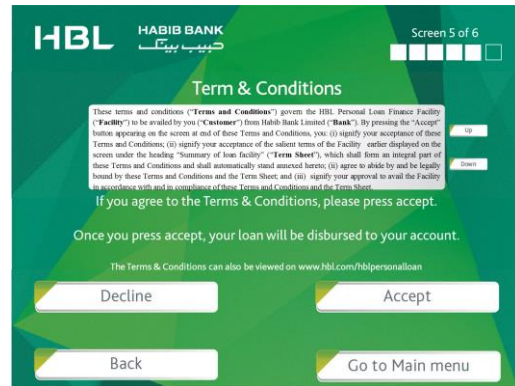 HBL HABIB BANK
حبیب بینک
Screen 5 of 6
Term & Conditions
These terms and conditions ("Terms and Conditions") govern the HBL Personal Loan Finance Facility
("Facility") to be availed by you ("Customer") from Habib Bank Limited ("Bank"). By pressing the "Accept"
button appearing on the screen at end of these Terms and Conditions, you: (i) signify your acceptance of these
Terms and Conditions; (ii) signify your acceptance of the salient terms of the Facility earlier displayed on the
screen under the heading "Summary of loan facility" ("Term Sheet"), which shall form an integral part of
these Terms and Conditions and shall automatically stand annexed hereto; (iii) agree to abide by and be legally
bound by these Terms and Conditions and the Term Sheet; and (iii) signify your approval to avail the Facility
in accordance with and in compliance of these Terms and Conditions and the Term Sheet.
Up
Down
If you agree to the Terms & Conditions, please press accept.
Once you press accept, your loan will be disbursed to your account.
The Terms & Conditions can also be viewed on www.hbl.com/hblpersonalloan
Decline
Accept
Back
Go to Main menu